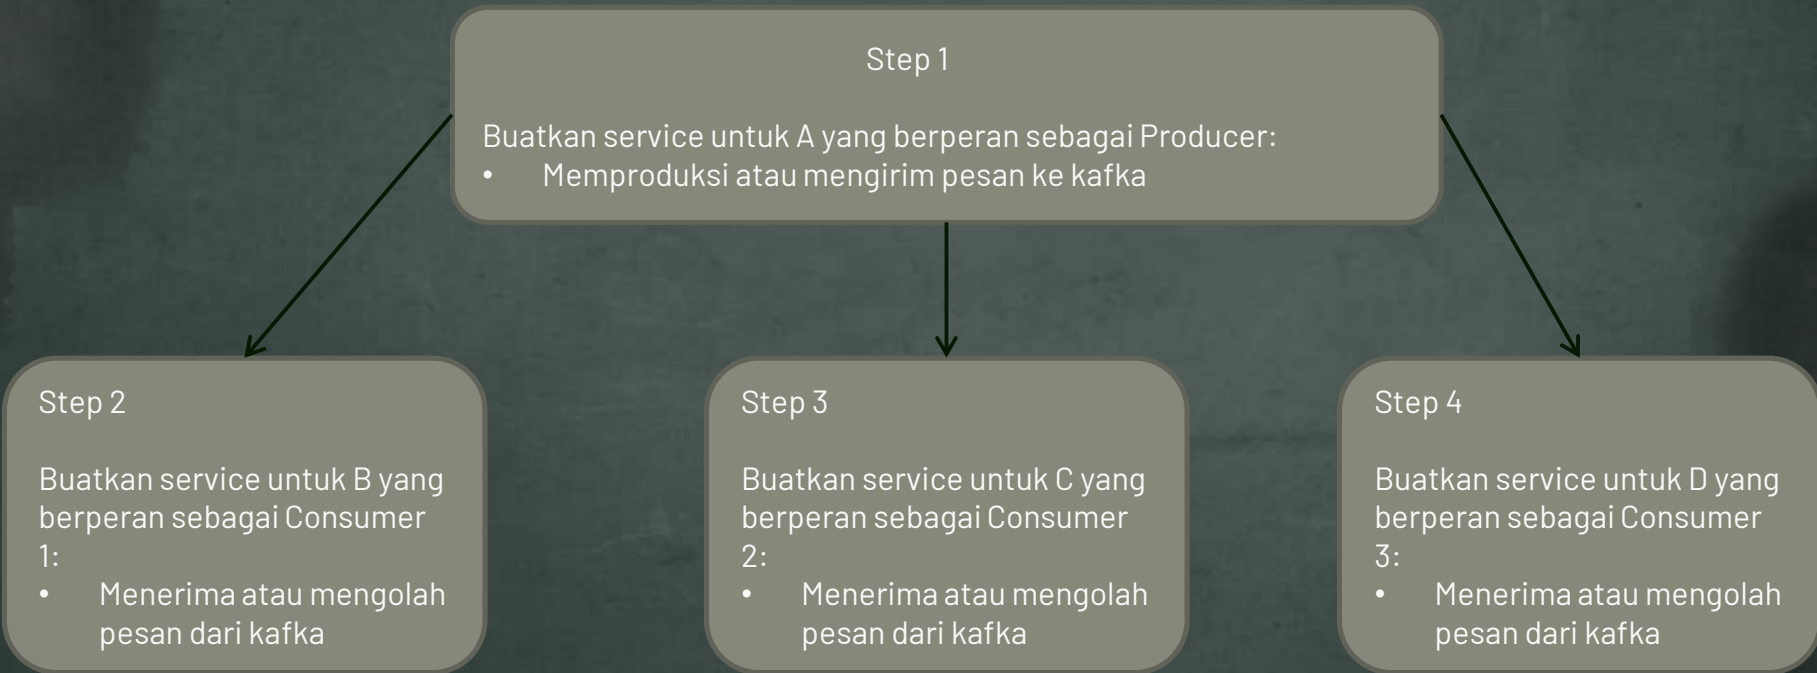 Step 1
Buatkan service untuk A yang berperan sebagai Producer:
• Memproduksi atau mengirim pesan ke kafka
Step 2
Buatkan service untuk B yang
berperan sebagai Consumer
1:
• Menerima atau mengolah
pesan dari kafka
Step 3
Buatkan service untuk C yang
berperan sebagai Consumer
2:
• Menerima atau mengolah
pesan dari kafka
Step 4
Buatkan service untuk D yang
berperan sebagai Consumer
3:
• Menerima atau mengolah
pesan dari kafka